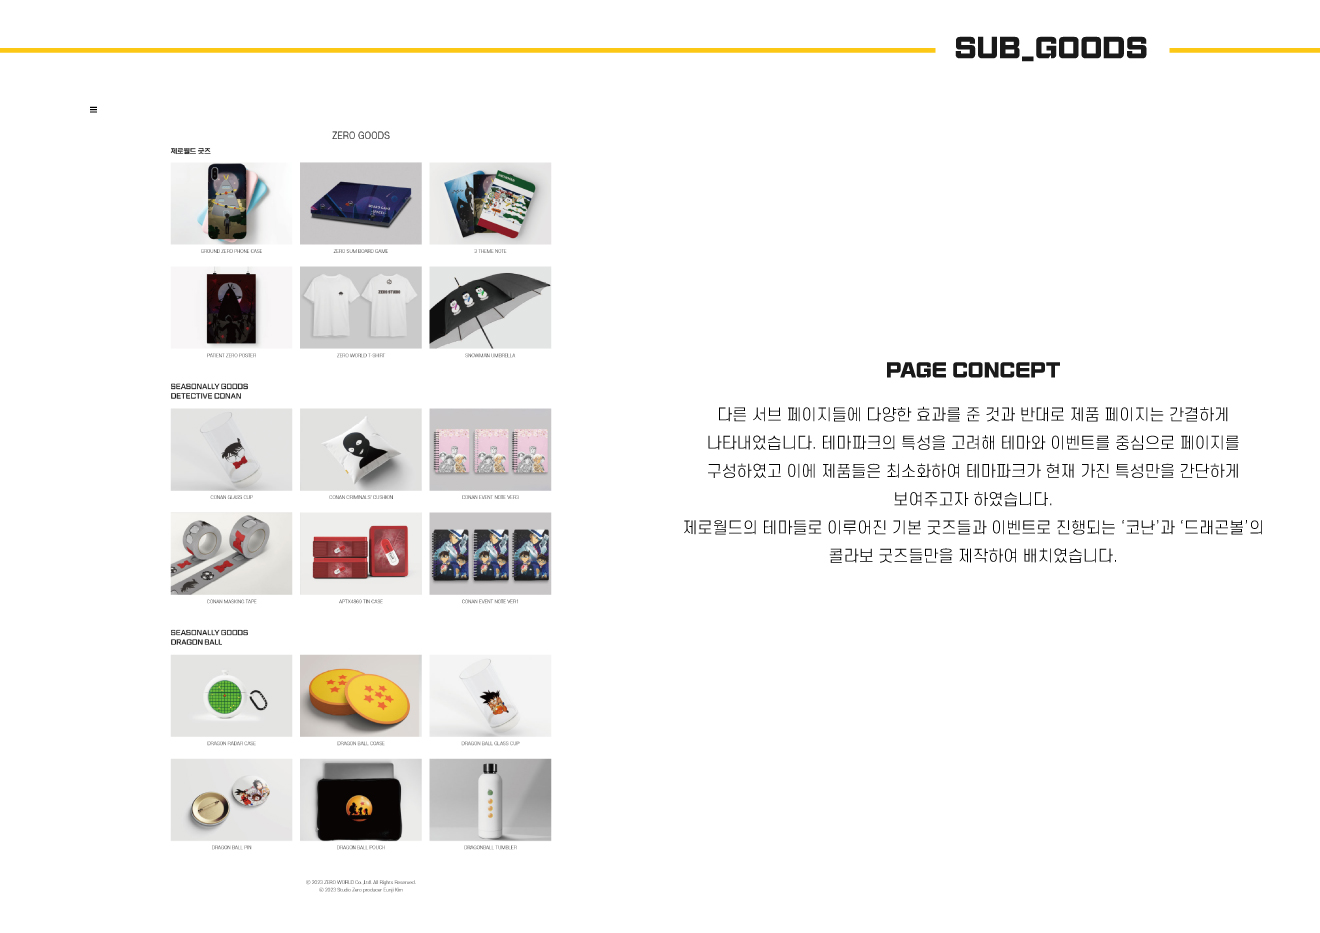 SUB_GOODS
ZERO GOODS
제로월드 굿즈
GROUND ZERO PHONE CASE
ZERO SUM BOARD GAME
3 THEME NOTE
PARENT ZERO POSTER
ZERO WORLD T-SHIRT
SNOWMAN UMBRELLA
SEASONALLY GOODS
DETECTIVE CONAN
CONAN GLASS CUP
CONAN CRIMINALS' CUSHION
CONAN EVENT NOTE VER.
CONAN MASKING TAPE
APTX4869 TIN CASE
CONAN EVENT NOTE VER.1
SEASONALLY GOODS
DRAGON BALL
DRAGON RADAR CASE
DRAGON BALL COASE
DRAGON BALL GLASS CUP
DRAGON BALL PIN
DRAGON BALL POUCH
DRAGONBALL TUMBLER
© 2023 ZERO WORLD Co.,Ltd. All Rights Reserved.
© 2023 Studio Zero producer Eunji Kim
PAGE CONCEPT
다른 서브 페이지들에 다양한 효과를 준 것과 반대로 제품 페이지는 간결하게
나타내었습니다. 테마파크의 특성을 고려해 테마와 이벤트를 중심으로 페이지를
구성하였고 이에 제품들은 최소화하여 테마파크가 현재 가진 특성만을 간단하게
보여주고자 하였습니다.
제로월드의 테마들로 이루어진 기본 굿즈들과 이벤트로 진행되는 ‘코난’과 ‘드래곤볼’의
콜라보 굿즈들만을 제작하여 배치였습니다.